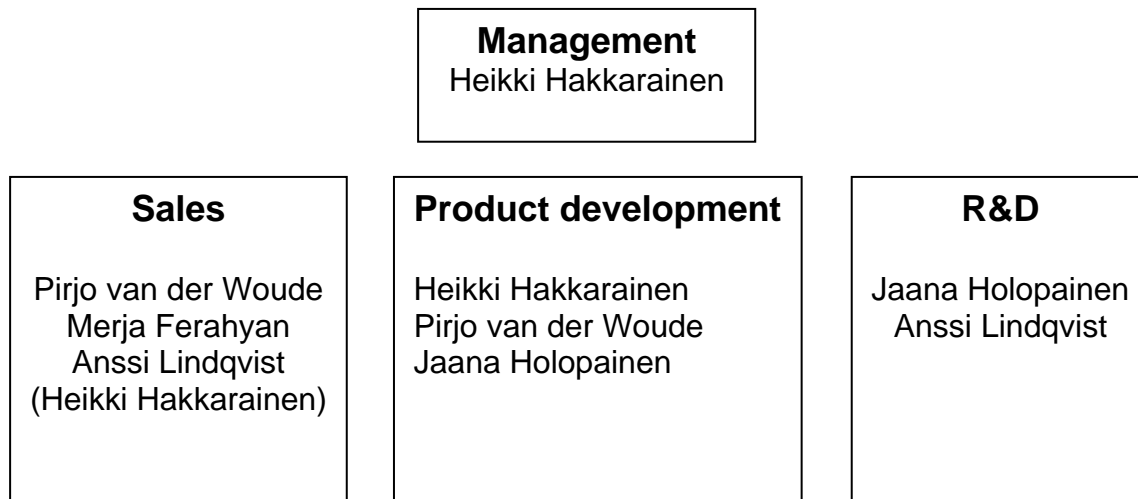 Management
Heikki Hakkarainen
Sales
Pirjo van der Woude
Merja Ferahyan
Anssi Lindqvist
(Heikki Hakkarainen)
Product development
Heikki Hakkarainen
Pirjo van der Woude
Jaana Holopainen
R&D
Jaana Holopainen
Anssi Lindqvist